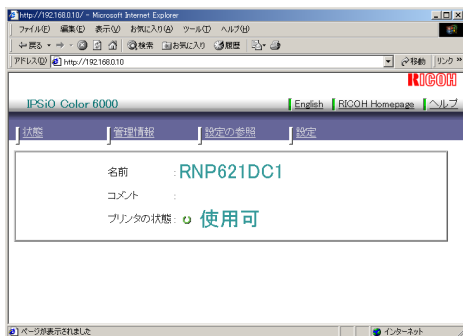 http://192.168.0.10/ - Microsoft Internet Explorer
ファイル(F) 編集(E) 表示(V) お気に入り(A) ツール(T) ヘルプ(H)
戻る 検索 お気に入り 履歴
アドレス(D) http://192.168.0.10 移動 リンク »
RICOH
IPSiO Color 6000 English RICOH Homepage ヘルプ
状態 管理情報 設定の参照 設定
名前 : RNP621DC1
コメント :
プリンタの状態 : 使用可
ページが表示されました インターネット